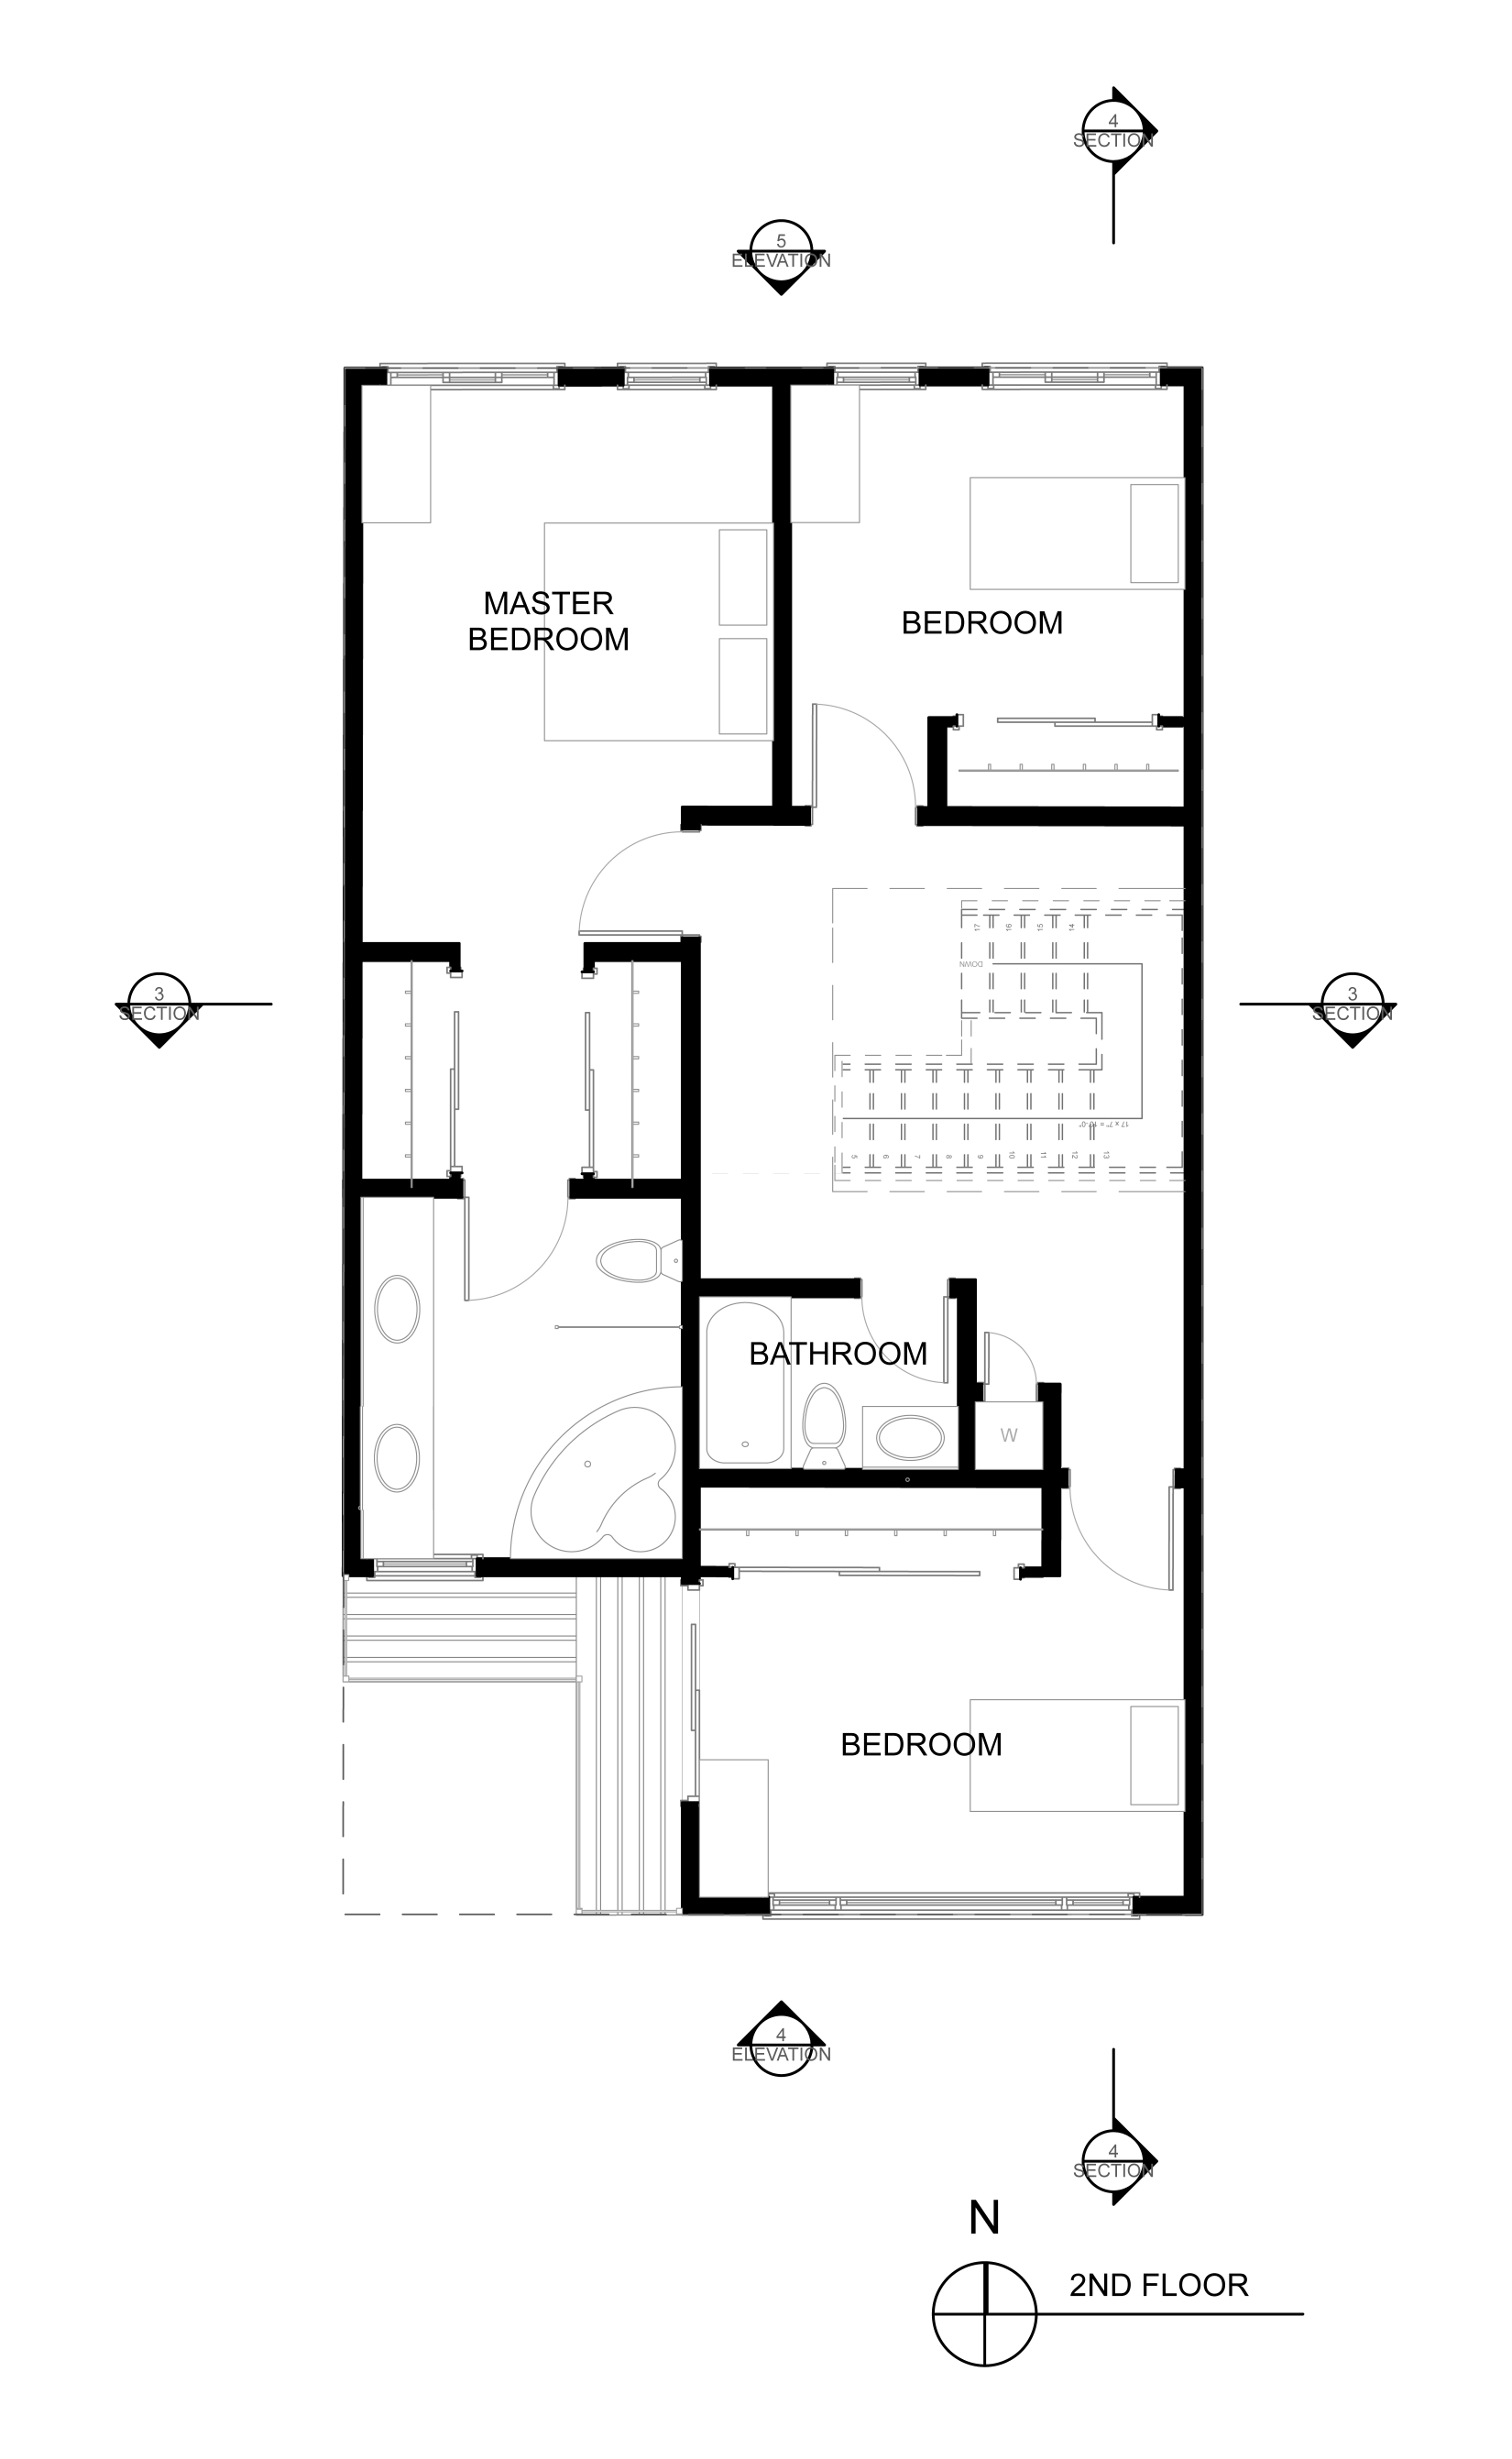 4
SECTION
5
ELEVATION
MASTER
BEDROOM
BEDROOM
17
16
15
14
DOWN
3
SECTION
3
SECTION
17 x 7" = 10'-0"
5
6
7
8
9
10
11
12
13
BATHROOM
W
BEDROOM
4
ELEVATION
4
SECTION
N
2ND FLOOR